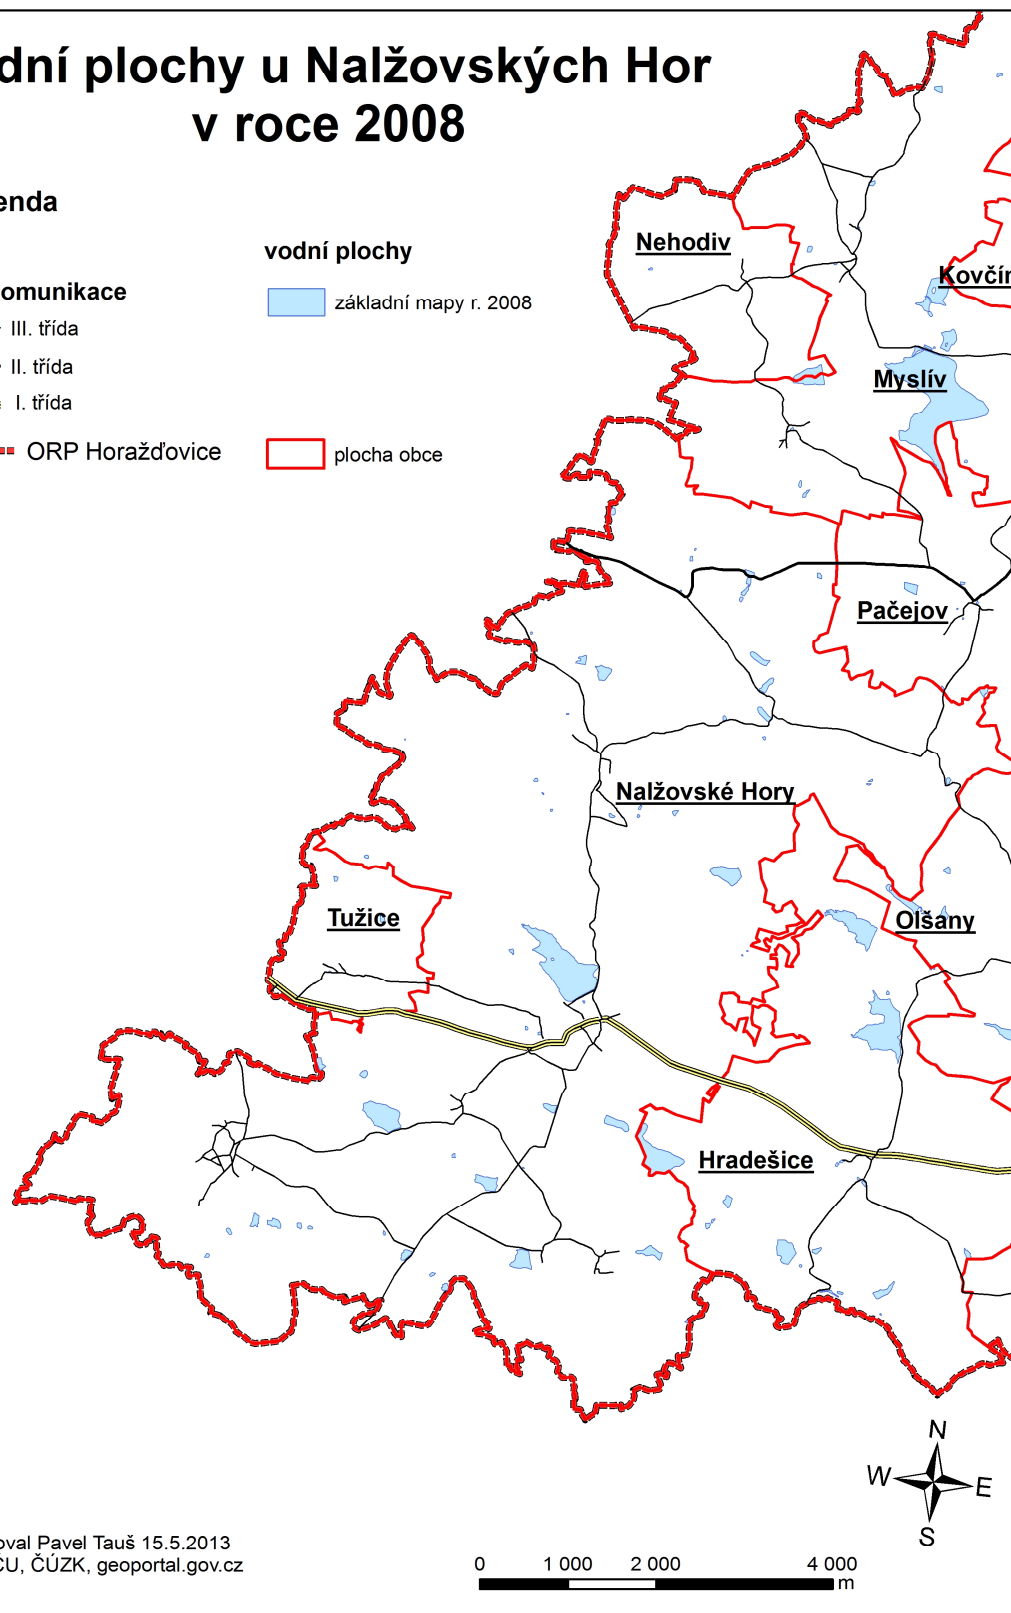 dní plochy u Nalžovských Hor
v roce 2008
enda
vodní plochy
základní mapy r. 2008
omunikace
III. třída
II. třída
I. třída
ORP Horažďovice
plocha obce
Nehodiv
Kovčín
Myslív
Pačejov
Nalžovské Hory
Tužice
Olšany
Hradešice
N
W E
S
oval Pavel Tauš 15.5.2013
CU, ČÚZK, geoportal.gov.cz
0 1 000 2 000 4 000
m